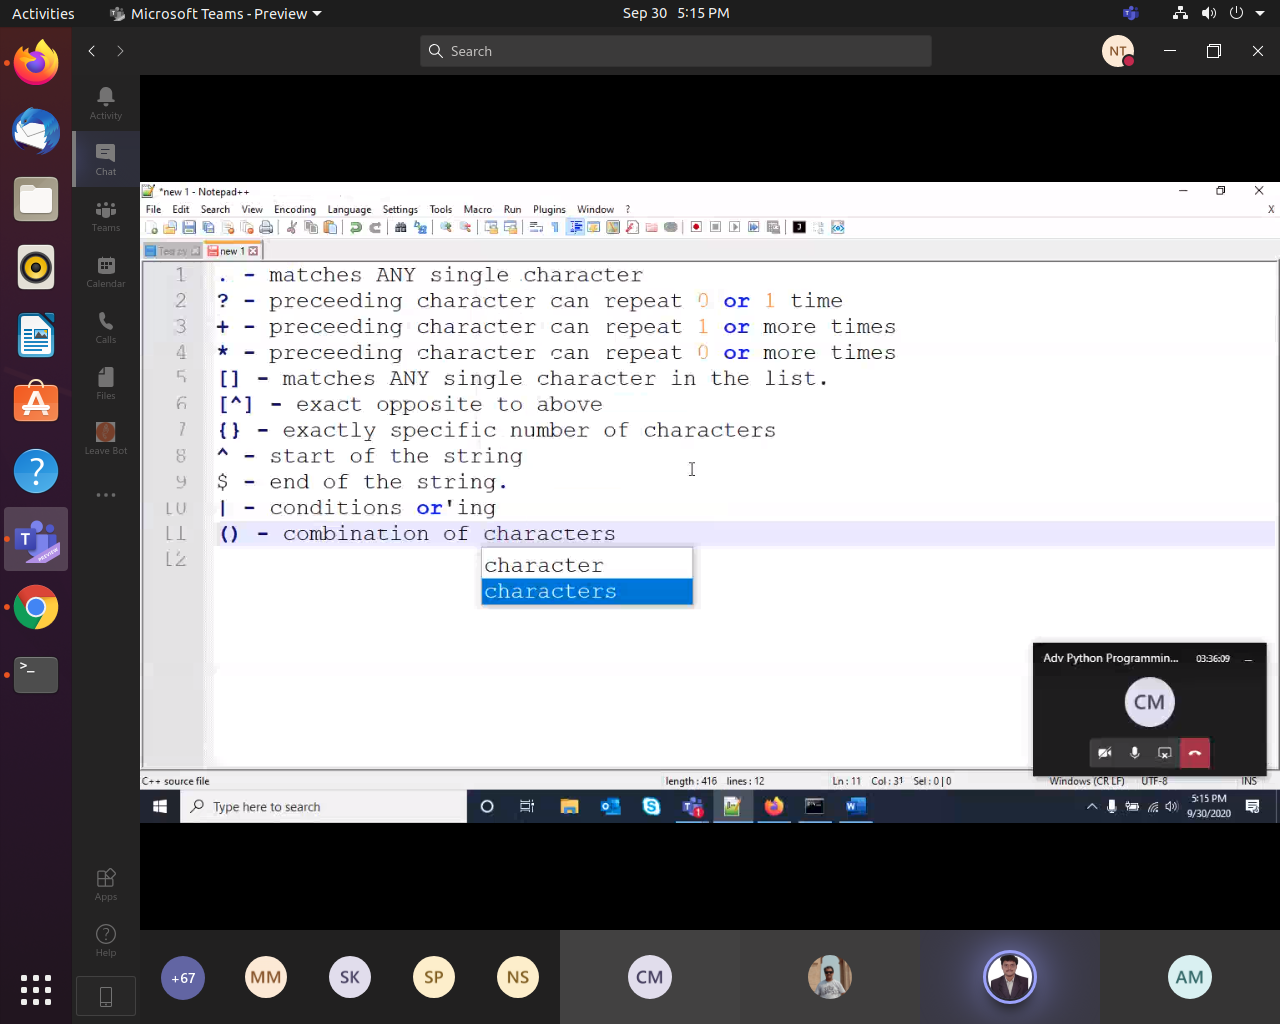 Activities
Microsoft Teams - Preview
Sep 30 5:15 PM
Search
NT
Activity
Chat
Teams
Calendar
Calls
Files
Leave Bot
Apps
Help
*new 1 - Notepad++
File Edit Search View Encoding Language Settings Tools Macro Run Plugins Window ?
X
new 1
1 . - matches ANY single character
2 ? - preceeding character can repeat 0 or 1 time
3 + - preceeding character can repeat 1 or more times
4 * - preceeding character can repeat 0 or more times
5 [] - matches ANY single character in the list.
6 [^] - exact opposite to above
7 {} - exactly specific number of characters
8 ^ - start of the string
9 $ - end of the string.
10 | - conditions or'ing
11 () - combination of characters
12
character
characters
Adv Python Programmin... 03:36:09
CM
C++ source file
length : 416 lines : 12
Ln : 11 Col : 31 Sel : 0 | 0
Windows (CR LF)
UTF-8
INS
Type here to search
5:15 PM
9/30/2020
PREVIEW
+67
MM
SK
SP
NS
CM
AM